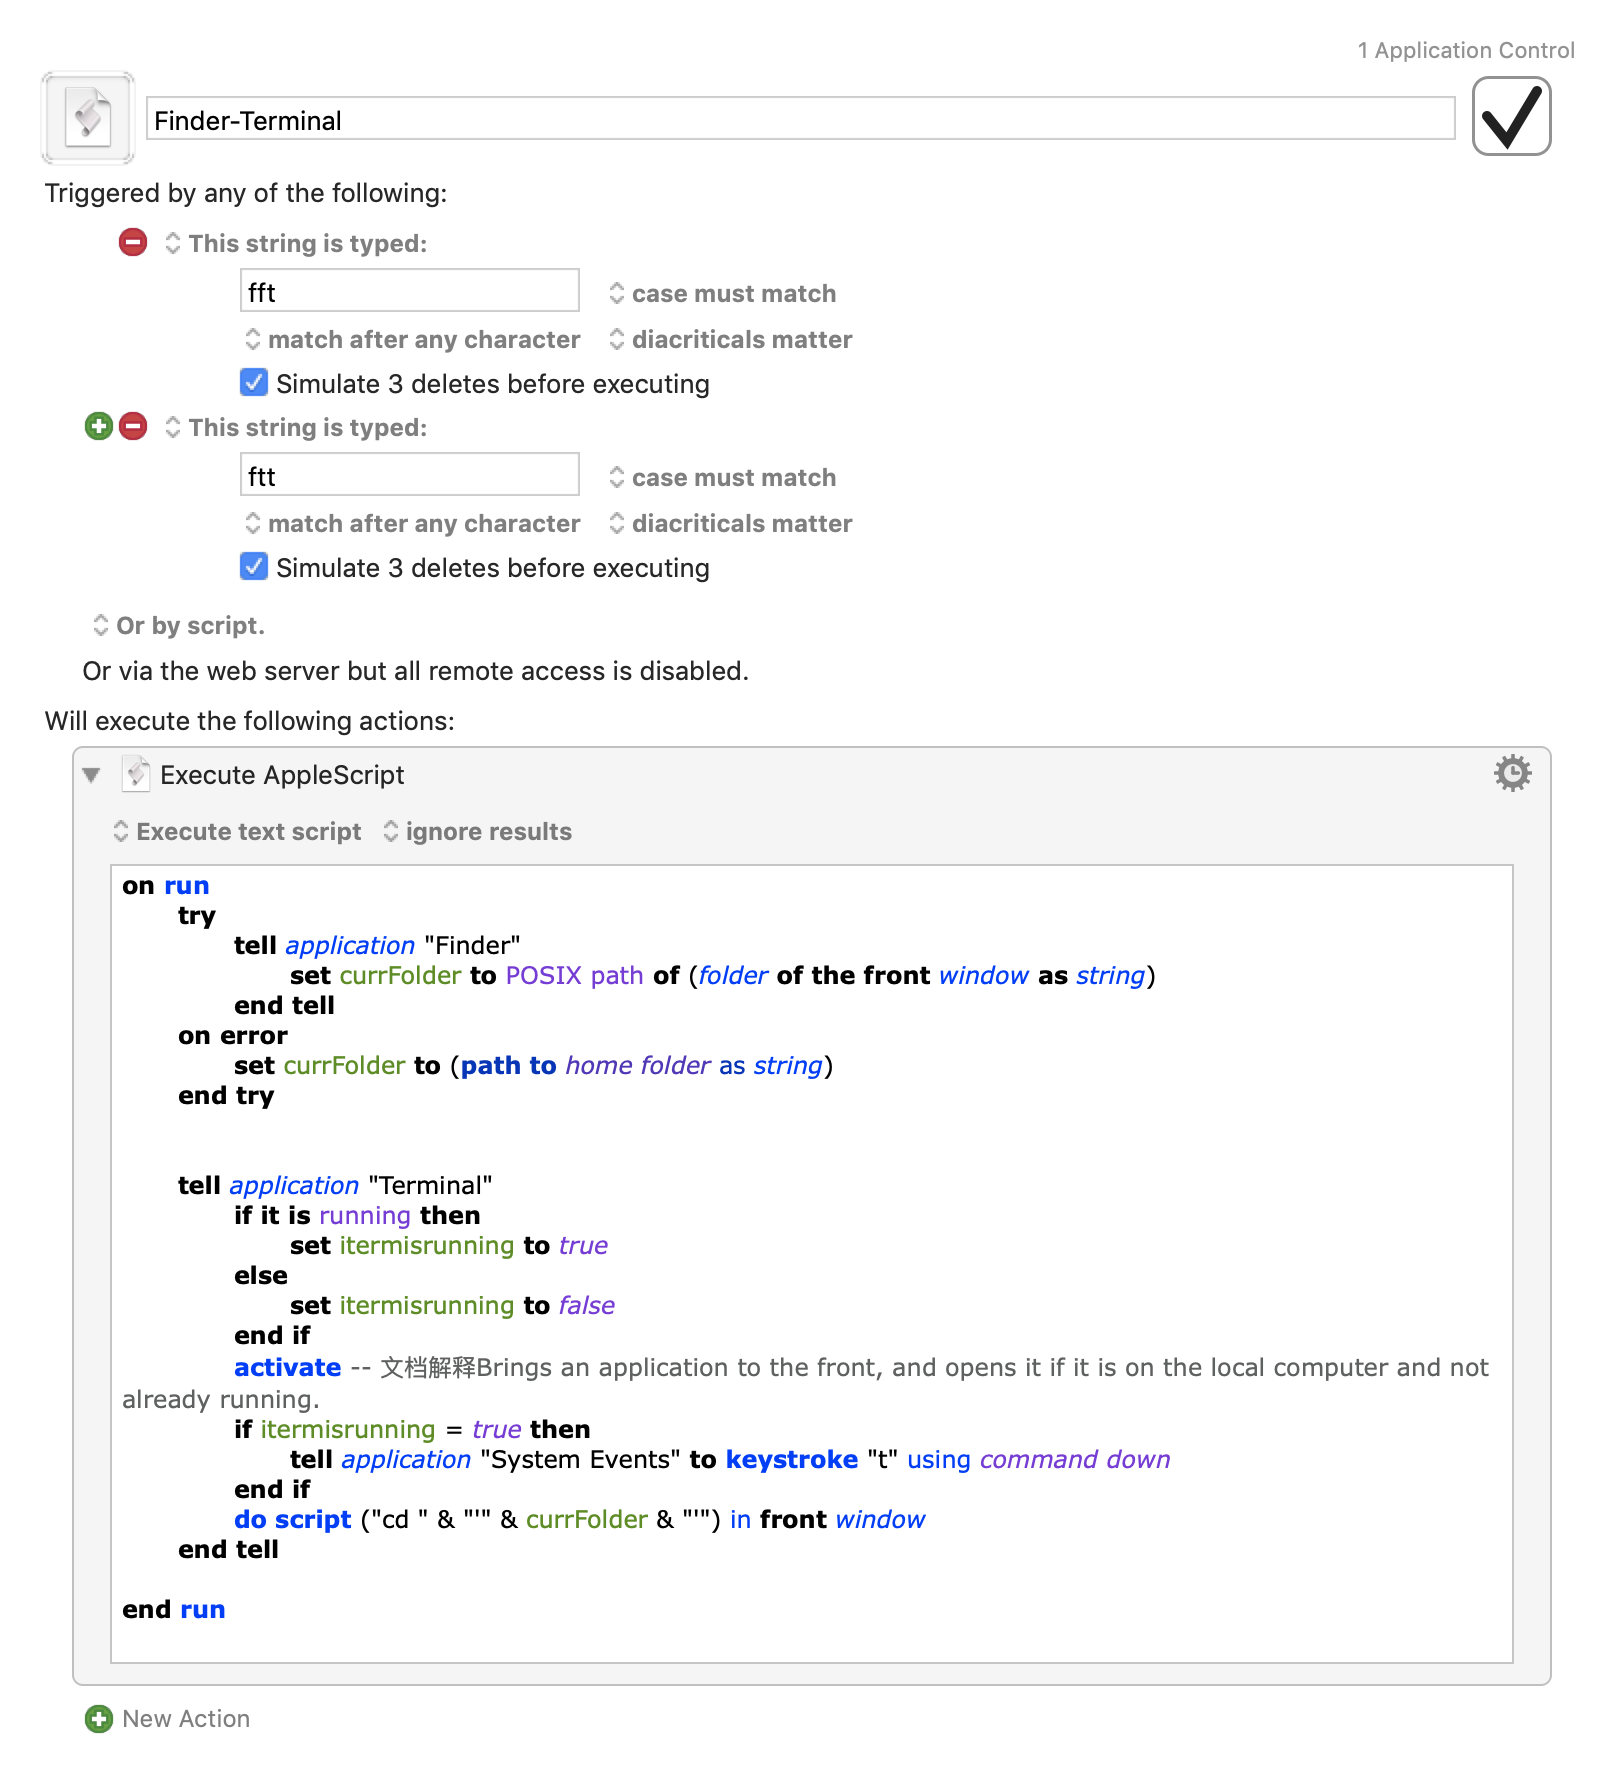 1 Application Control
Finder-Terminal
Triggered by any of the following:
This string is typed:
fft
case must match
match after any character
diacriticals matter
Simulate 3 deletes before executing
This string is typed:
ftt
case must match
match after any character
diacriticals matter
Simulate 3 deletes before executing
Or by script.
Or via the web server but all remote access is disabled.
Will execute the following actions:
Execute AppleScript
Execute text script
ignore results
on run
try
tell application "Finder"
set currFolder to POSIX path of (folder of the front window as string)
end tell
on error
set currFolder to (path to home folder as string)
end try
tell application "Terminal"
if it is running then
set itermisrunning to true
else
set itermisrunning to false
end if
activate -- 文档解释Brings an application to the front, and opens it if it is on the local computer and not
already running.
if itermisrunning = true then
tell application "System Events" to keystroke "t" using command down
end if
do script ("cd " & "'" & currFolder & "'") in front window
end tell
end run
New Action